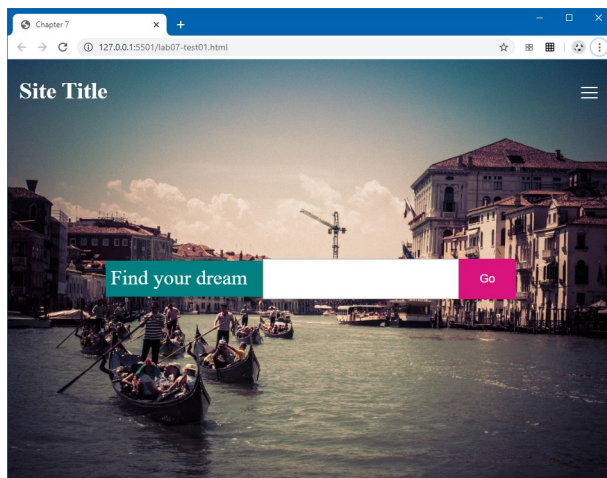 Chapter 7
127.0.0.1:5501/lab07-test01.html
Site Title
Find your dream
Go